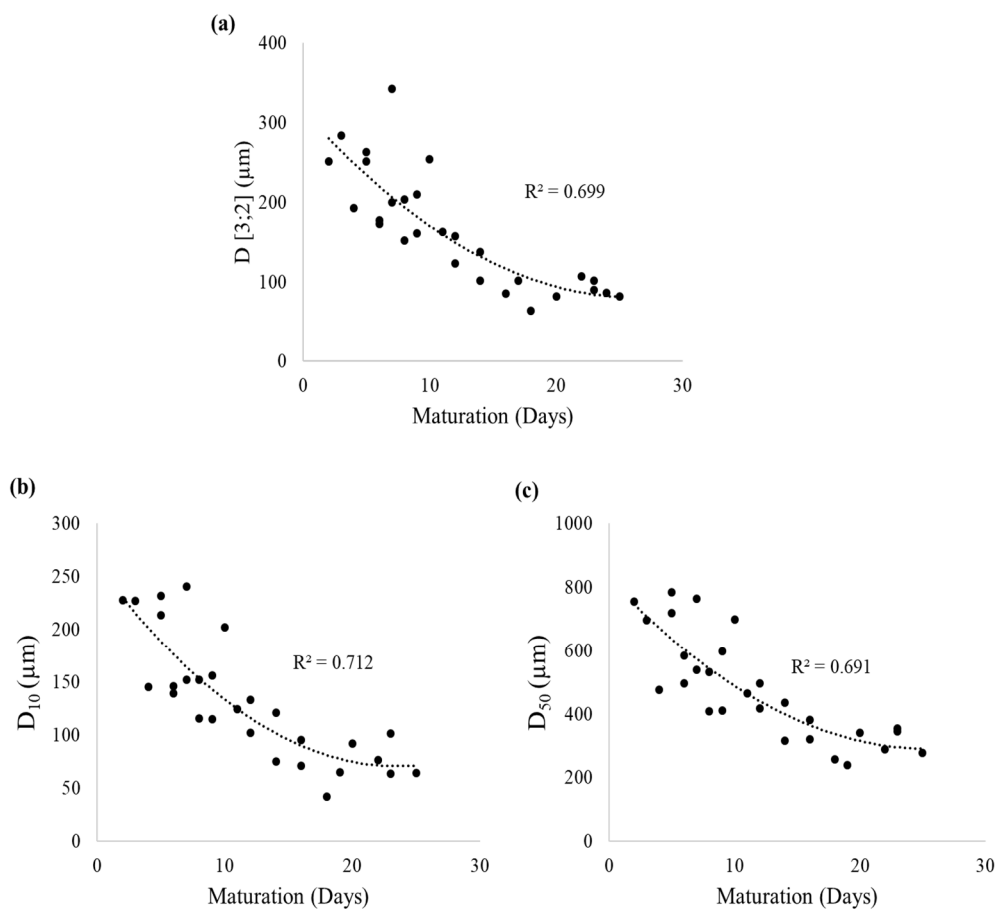 (a)
D [3;2] (µm)
400
300
200
100
0
R² = 0.699
0 10 20 30
Maturation (Days)
(b)
D₁₀ (µm)
300
250
200
150
100
50
0
R² = 0.712
0 10 20 30
Maturation (Days)
(c)
D₅₀ (µm)
1000
800
600
400
200
0
R² = 0.691
0 10 20 30
Maturation (Days)